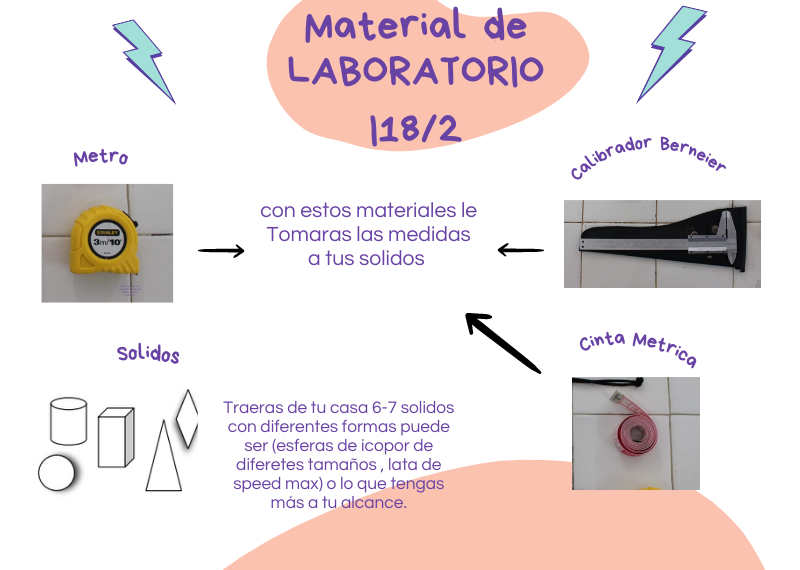 Material de
LABORATORIO
|18/2
Metro
Calibrador Berneier
STANLEY
3m/10'
con estos materiales le
Tomaras las medidas
a tus solidos
Solidos
Cinta Metrica
Traeras de tu casa 6-7 solidos
con diferentes formas puede
ser (esferas de icopor de
diferetes tamaños , lata de
speed max) o lo que tengas
más a tu alcance.